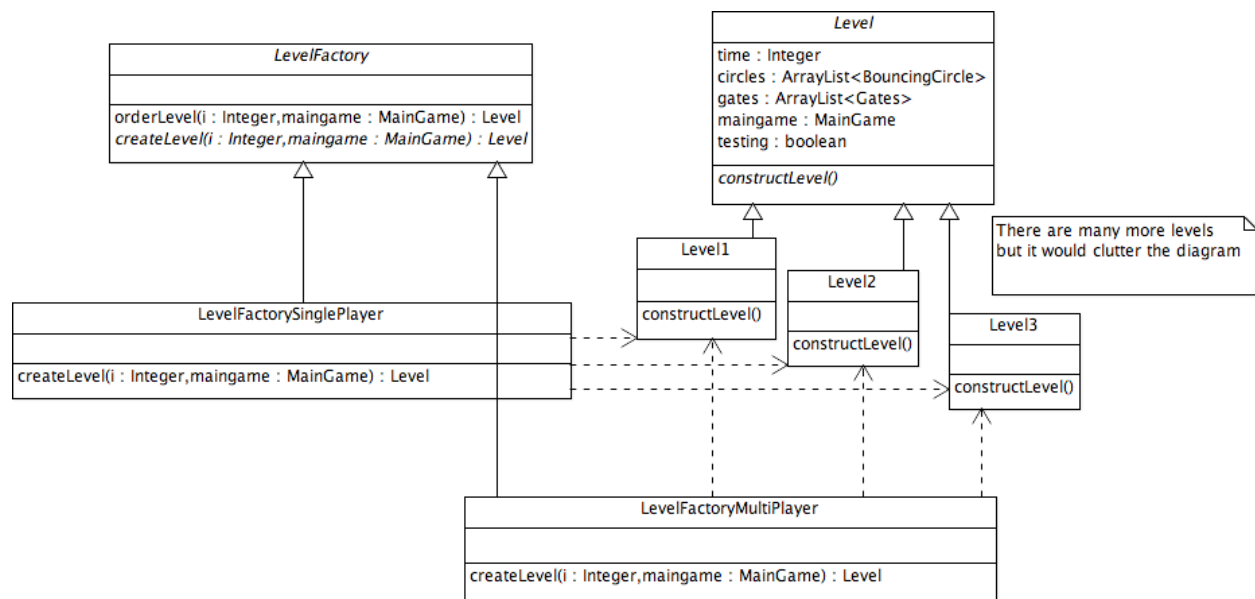 LevelFactory
orderLevel(i : Integer,maingame : MainGame) : Level
createLevel(i : Integer,maingame : MainGame) : Level
Level
time : Integer
circles : ArrayList<BouncingCircle>
gates : ArrayList<Gates>
maingame : MainGame
testing : boolean
constructLevel()
There are many more levels
but it would clutter the diagram
Level1
constructLevel()
Level2
constructLevel()
Level3
constructLevel()
LevelFactorySinglePlayer
createLevel(i : Integer,maingame : MainGame) : Level
LevelFactoryMultiPlayer
createLevel(i : Integer,maingame : MainGame) : Level